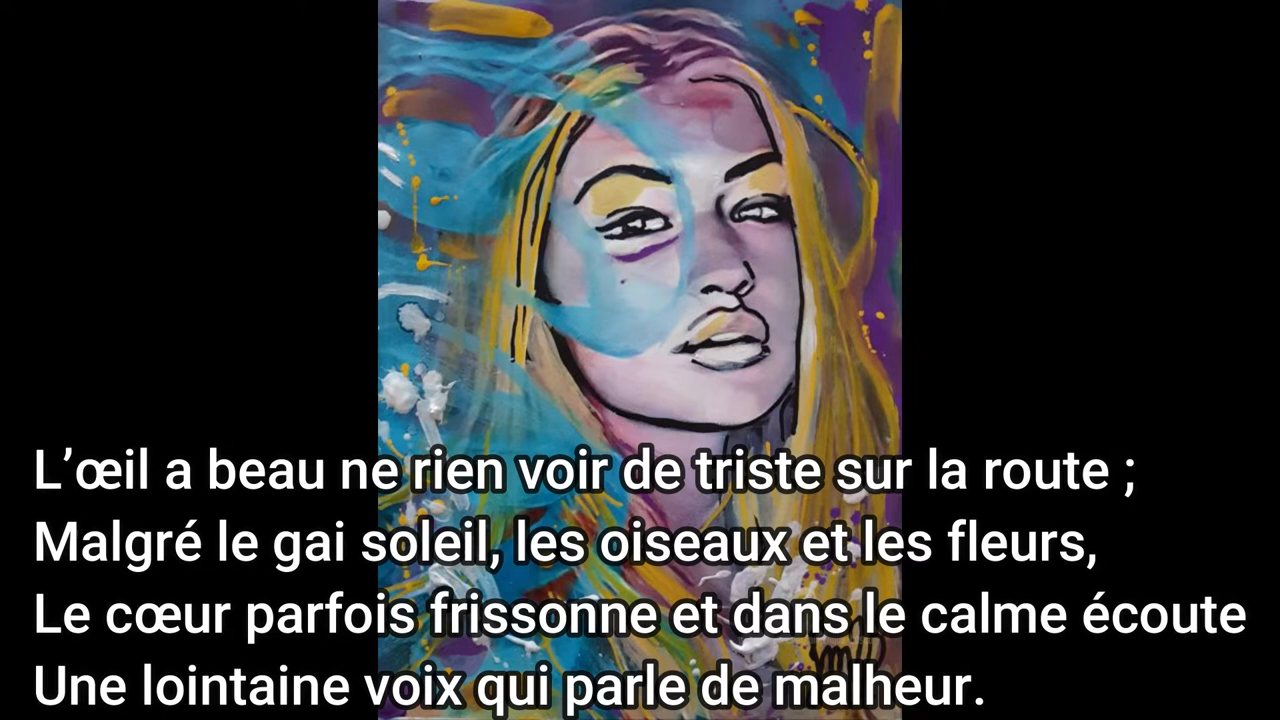 L’œil a beau ne rien voir de triste sur la route ;
Malgré le gai soleil, les oiseaux et les fleurs,
Le cœur parfois frissonne et dans le calme écoute
Une lointaine voix qui parle de malheur.